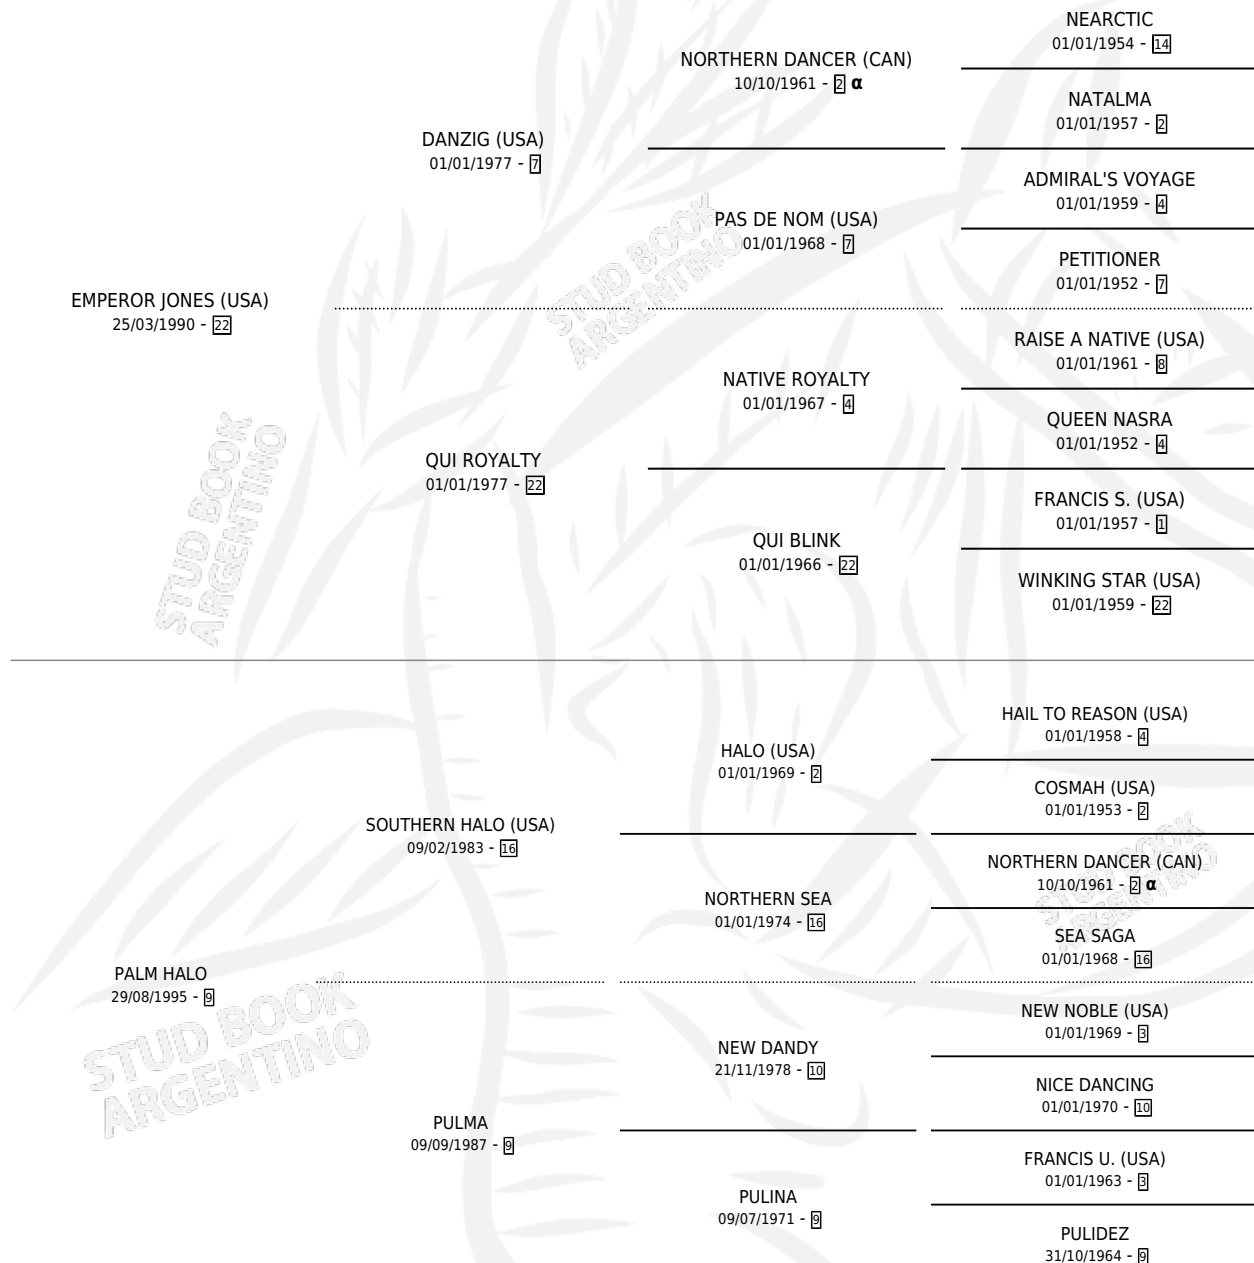 NEARCTIC
01/01/1954 - 14
NORTHERN DANCER (CAN)
10/10/1961 - 2 α
NATALMA
01/01/1957 - 2
DANZIG (USA)
01/01/1977 - 7
ADMIRAL'S VOYAGE
01/01/1959 - 4
PAS DE NOM (USA)
01/01/1968 - 7
PETITIONER
01/01/1952 - 7
EMPEROR JONES (USA)
25/03/1990 - 22
RAISE A NATIVE (USA)
01/01/1961 - 8
NATIVE ROYALTY
01/01/1967 - 4
QUEEN NASRA
01/01/1952 - 4
QUI ROYALTY
01/01/1977 - 22
FRANCIS S. (USA)
01/01/1957 - 1
QUI BLINK
01/01/1966 - 22
WINKING STAR (USA)
01/01/1959 - 22
HAIL TO REASON (USA)
01/01/1958 - 4
HALO (USA)
01/01/1969 - 2
COSMAH (USA)
01/01/1953 - 2
SOUTHERN HALO (USA)
09/02/1983 - 16
NORTHERN DANCER (CAN)
10/10/1961 - 2 α
NORTHERN SEA
01/01/1974 - 16
SEA SAGA
01/01/1968 - 16
PALM HALO
29/08/1995 - 9
NEW NOBLE (USA)
01/01/1969 - 3
NEW DANDY
21/11/1978 - 10
NICE DANCING
01/01/1970 - 10
PULMA
09/09/1987 - 9
FRANCIS U. (USA)
01/01/1963 - 3
PULINA
09/07/1971 - 9
PULIDEZ
31/10/1964 - 9
STUD BOOK
ARGENTINO
STUD BOOK
ARGENTINO
STUD BOOK
ARGENTINO
STUD BOOK
ARGENTINO